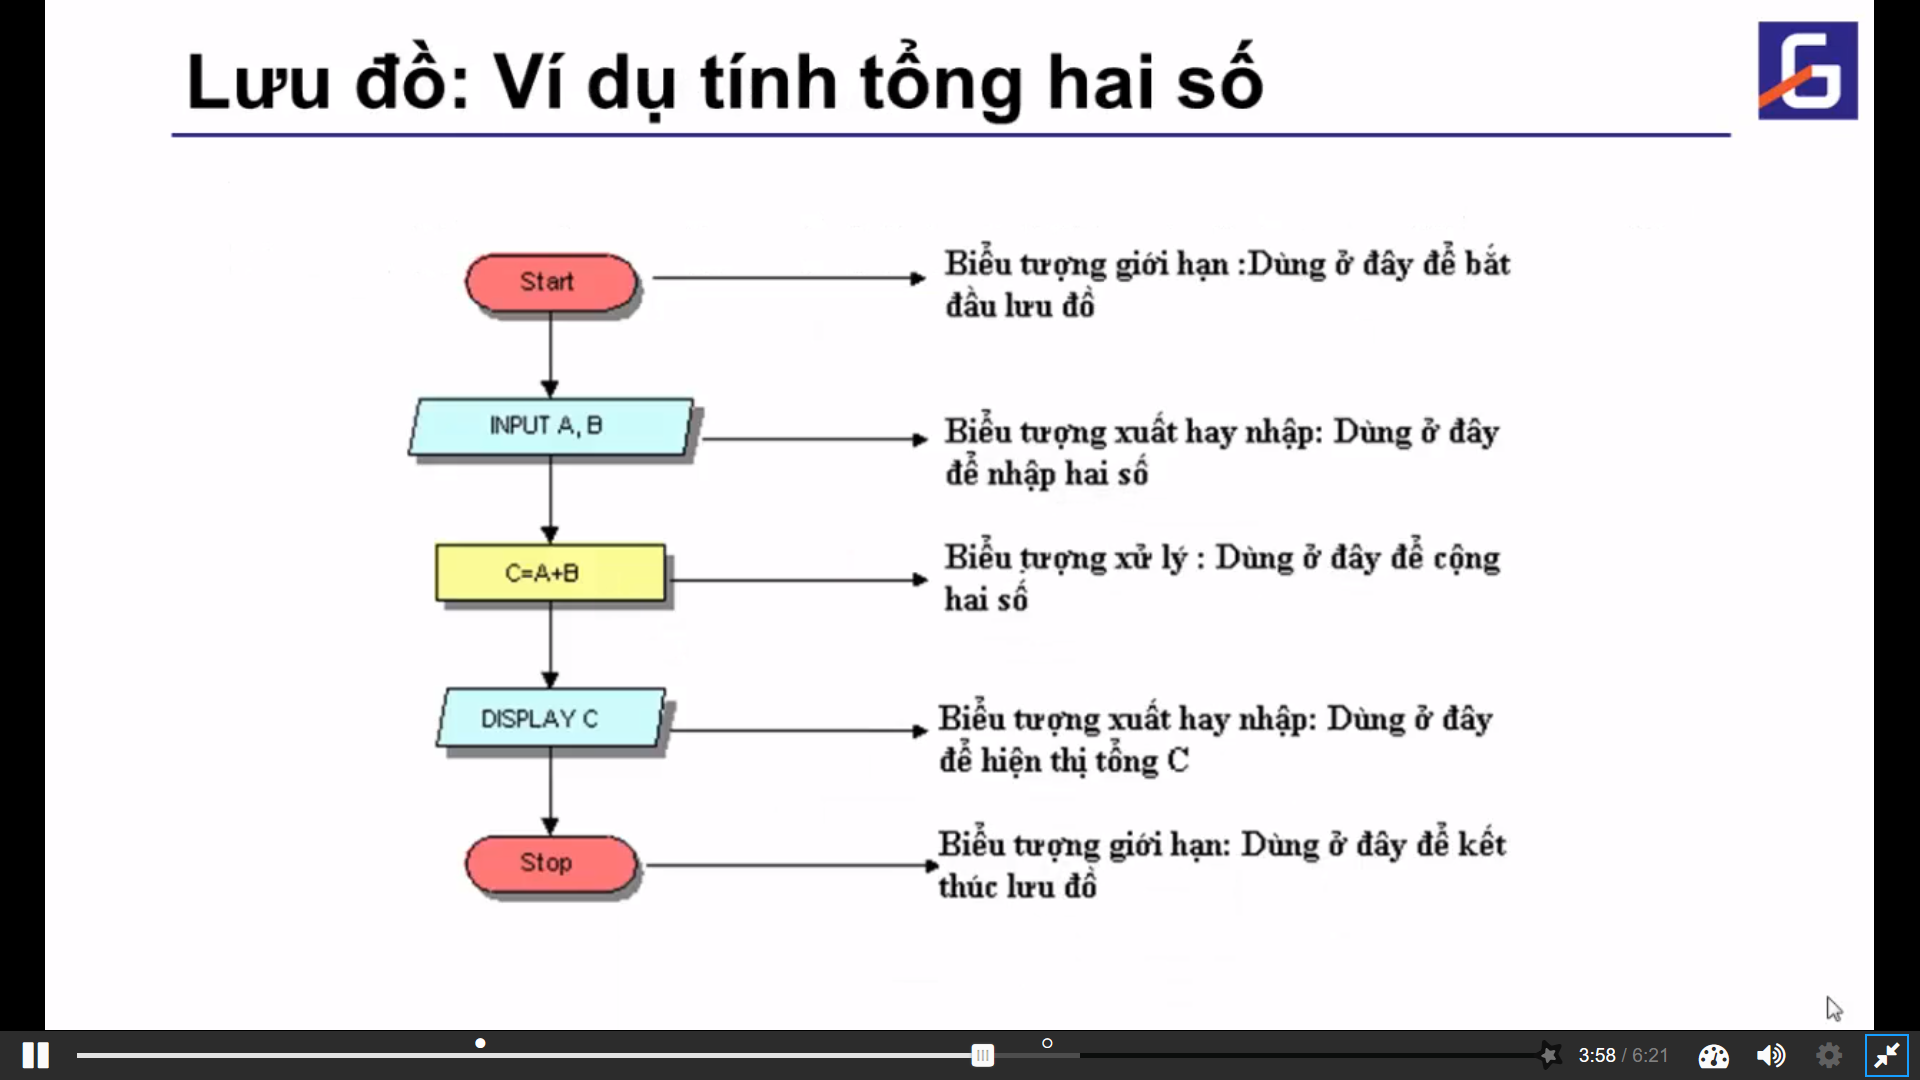 Lưu đồ: Ví dụ tính tổng hai số
G
Start
Biểu tượng giới hạn :Dùng ở đây để bắt
đầu lưu đồ
INPUT A, B
Biểu tượng xuất hay nhập: Dùng ở đây
để nhập hai số
C=A+B
Biểu tượng xử lý : Dùng ở đây để cộng
hai số
DISPLAY C
Biểu tượng xuất hay nhập: Dùng ở đây
để hiện thị tổng C
Stop
Biểu tượng giới hạn: Dùng ở đây để kết
thúc lưu đồ
3:58 / 6:21